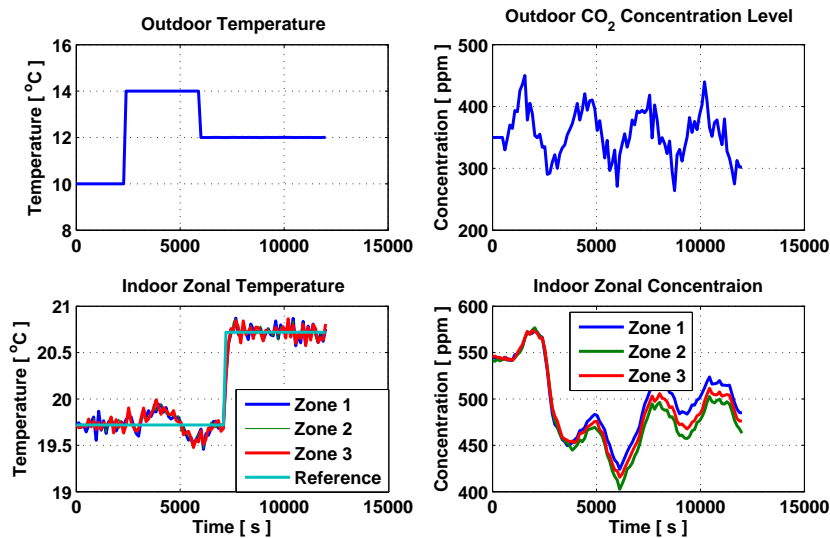 Outdoor Temperature
Temperature [ °C]
16
14
12
10
8
0
5000
10000
15000
Outdoor CO₂ Concentration Level
Concentration [ ppm]
500
400
300
200
0
5000
10000
15000
Indoor Zonal Temperature
Temperature [ °C]
21
20.5
20
19.5
19
0
5000
10000
15000
Time [ s ]
Zone 1
Zone 2
Zone 3
Reference
Indoor Zonal Concentraion
Concentration [ ppm]
600
550
500
450
400
0
5000
10000
15000
Time [ s ]
Zone 1
Zone 2
Zone 3